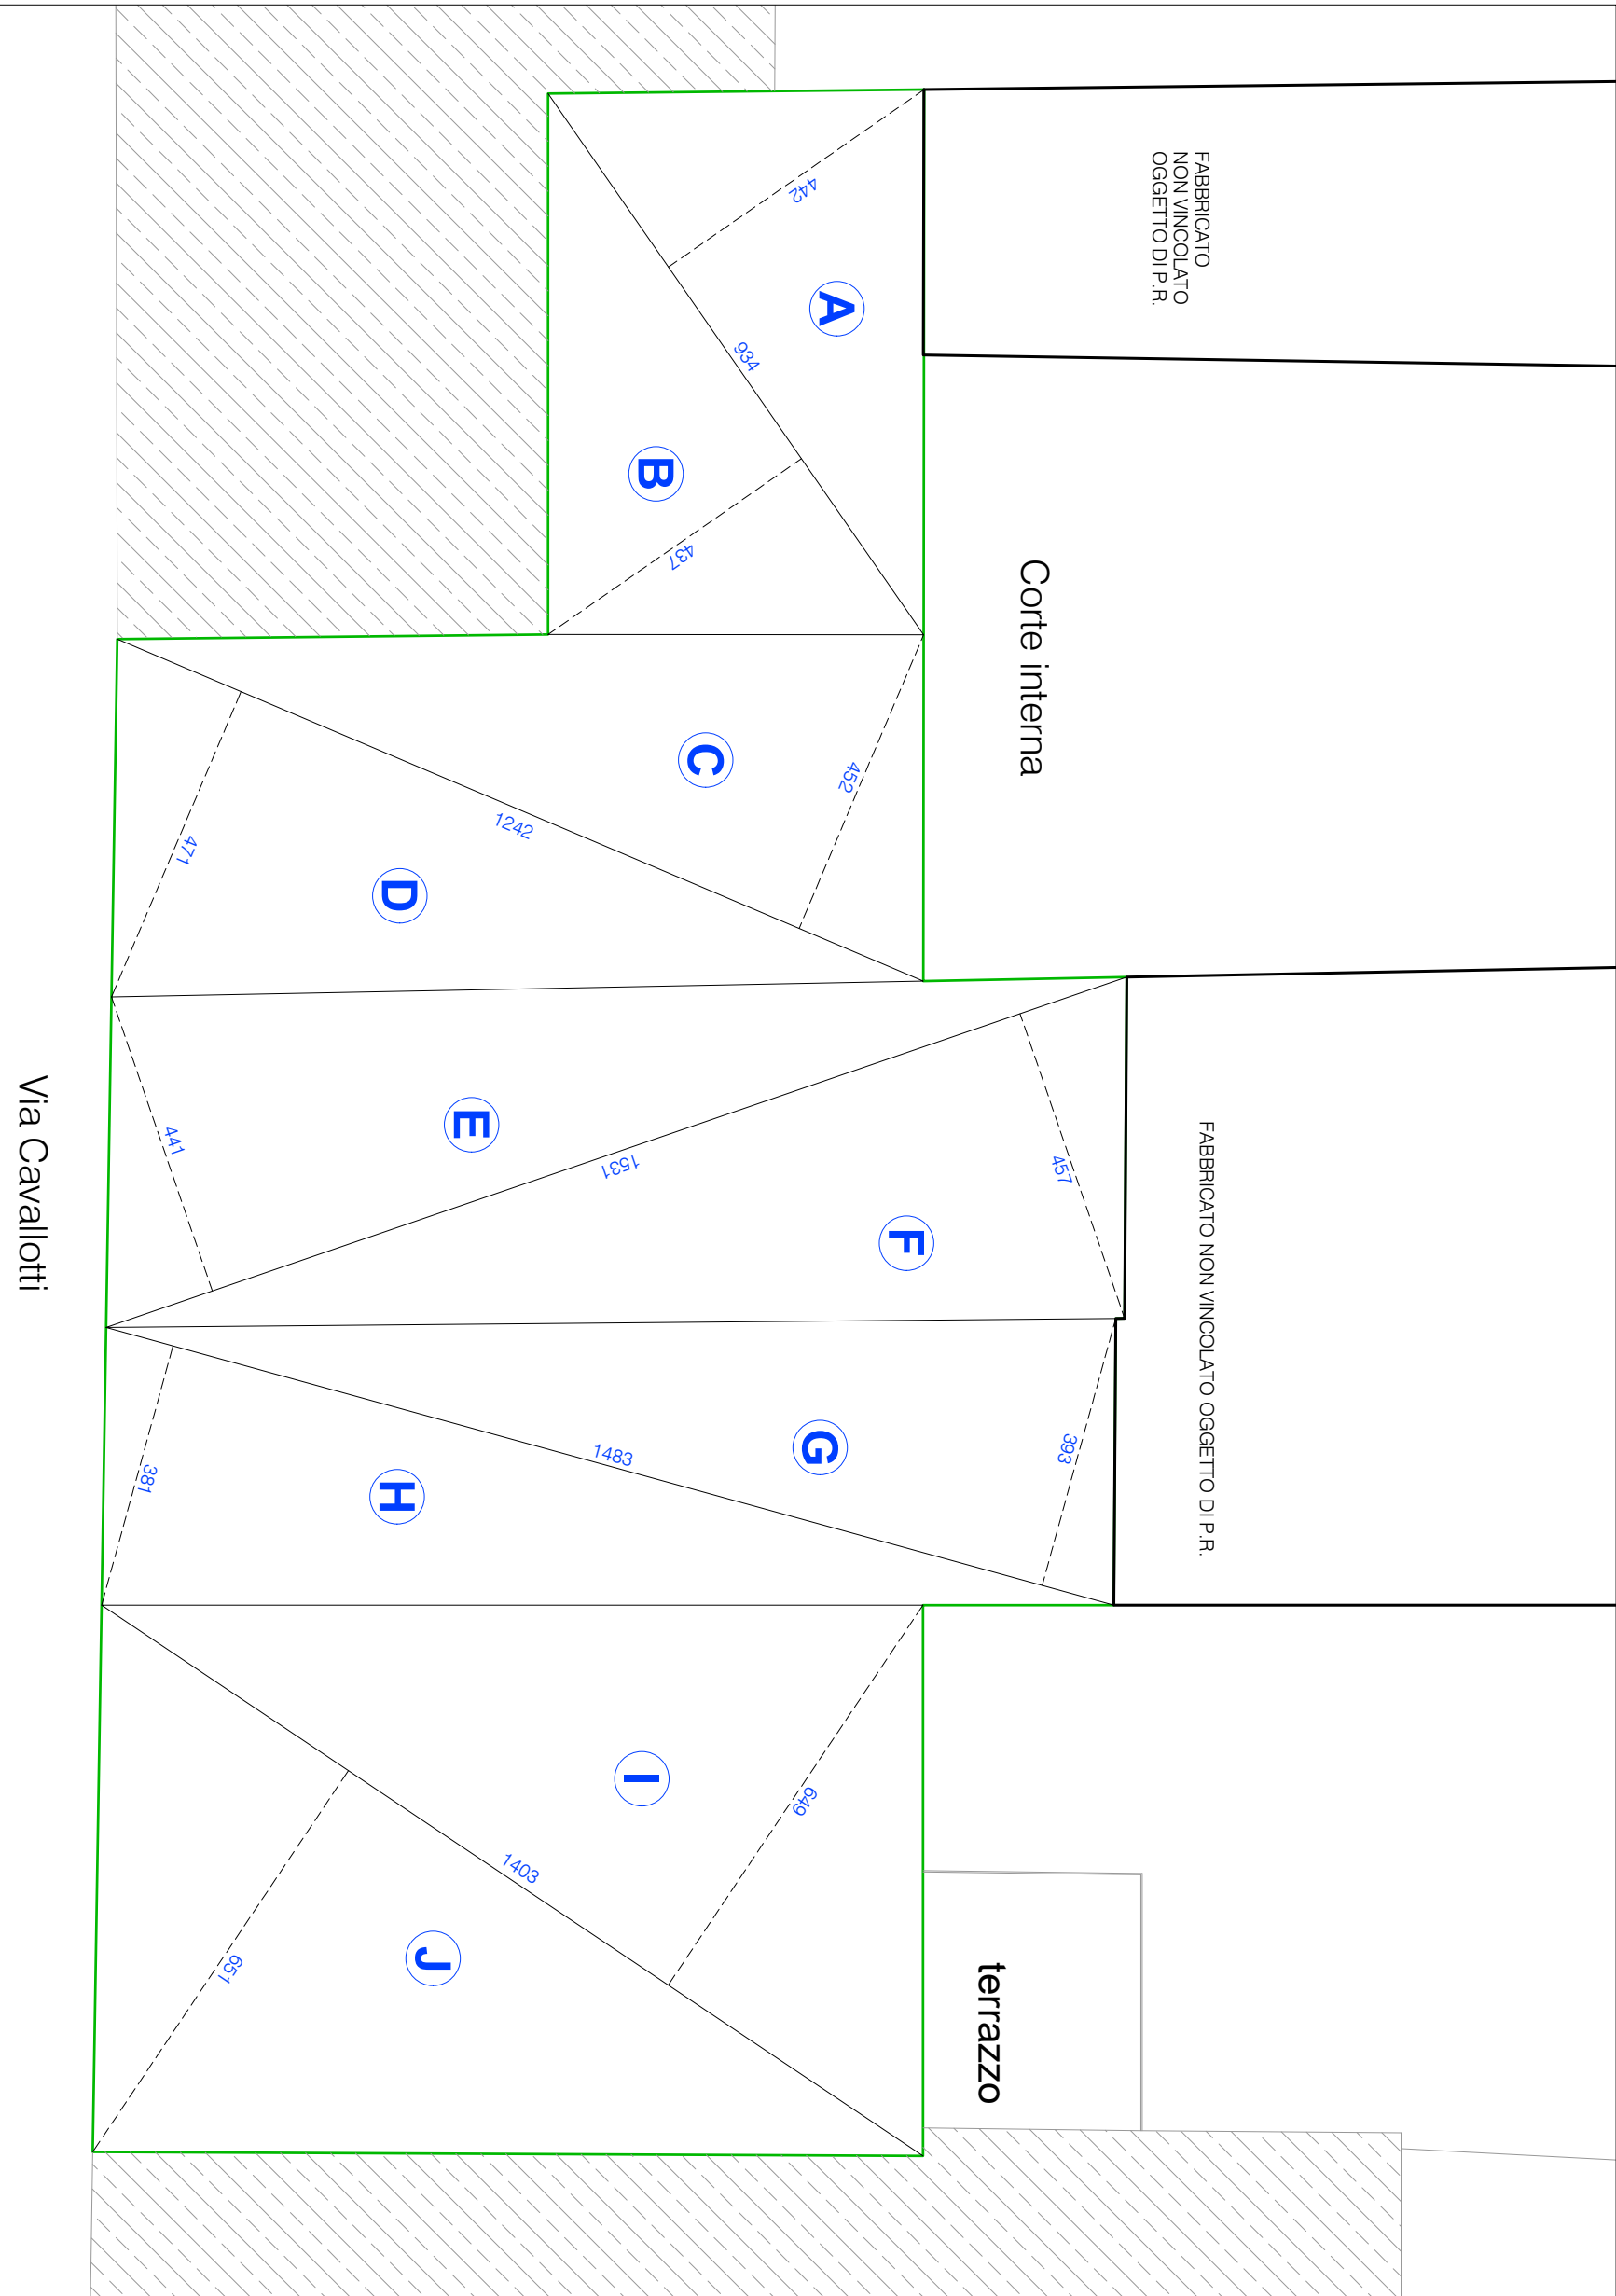 FABBRICATO
NON VINCOLATO
OGGETTO DI P.R.
Corte interna
FABBRICATO NON VINCOLATO OGGETTO DI P.R.
terrazzo
442
A
934
B
437
C
452
1242
471
D
E
441
1531
457
F
G
393
1483
381
H
I
649
1403
651
J
Via Cavallotti